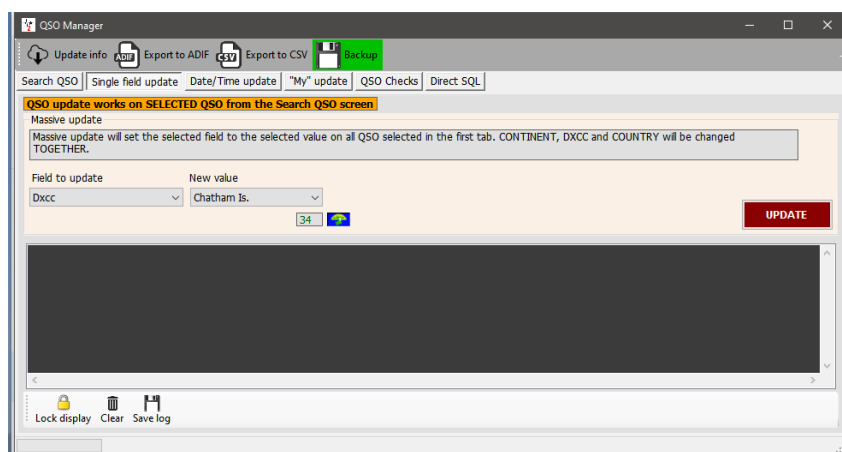 QSO Manager
Update info ADIF Export to ADIF CSV Export to CSV Backup
Search QSO Single field update Date/Time update "My" update QSO Checks Direct SQL
QSO update works on SELECTED QSO from the Search QSO screen
Massive update
Massive update will set the selected field to the selected value on all QSO selected in the first tab. CONTINENT, DXCC and COUNTRY will be changed
TOGETHER.
Field to update New value
Dxcc Chatham Is.
34
UPDATE
Lock display Clear Save log